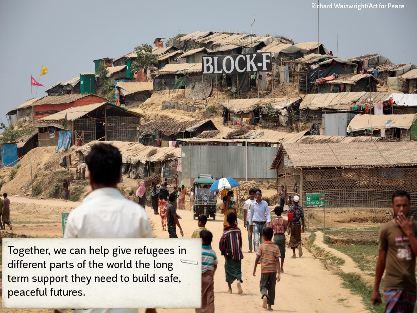 Richard Wainwright/Act for Peace
BLOCK-F
Together, we can help give refugees in
different parts of the world the long
term support they need to build safe,
peaceful futures.